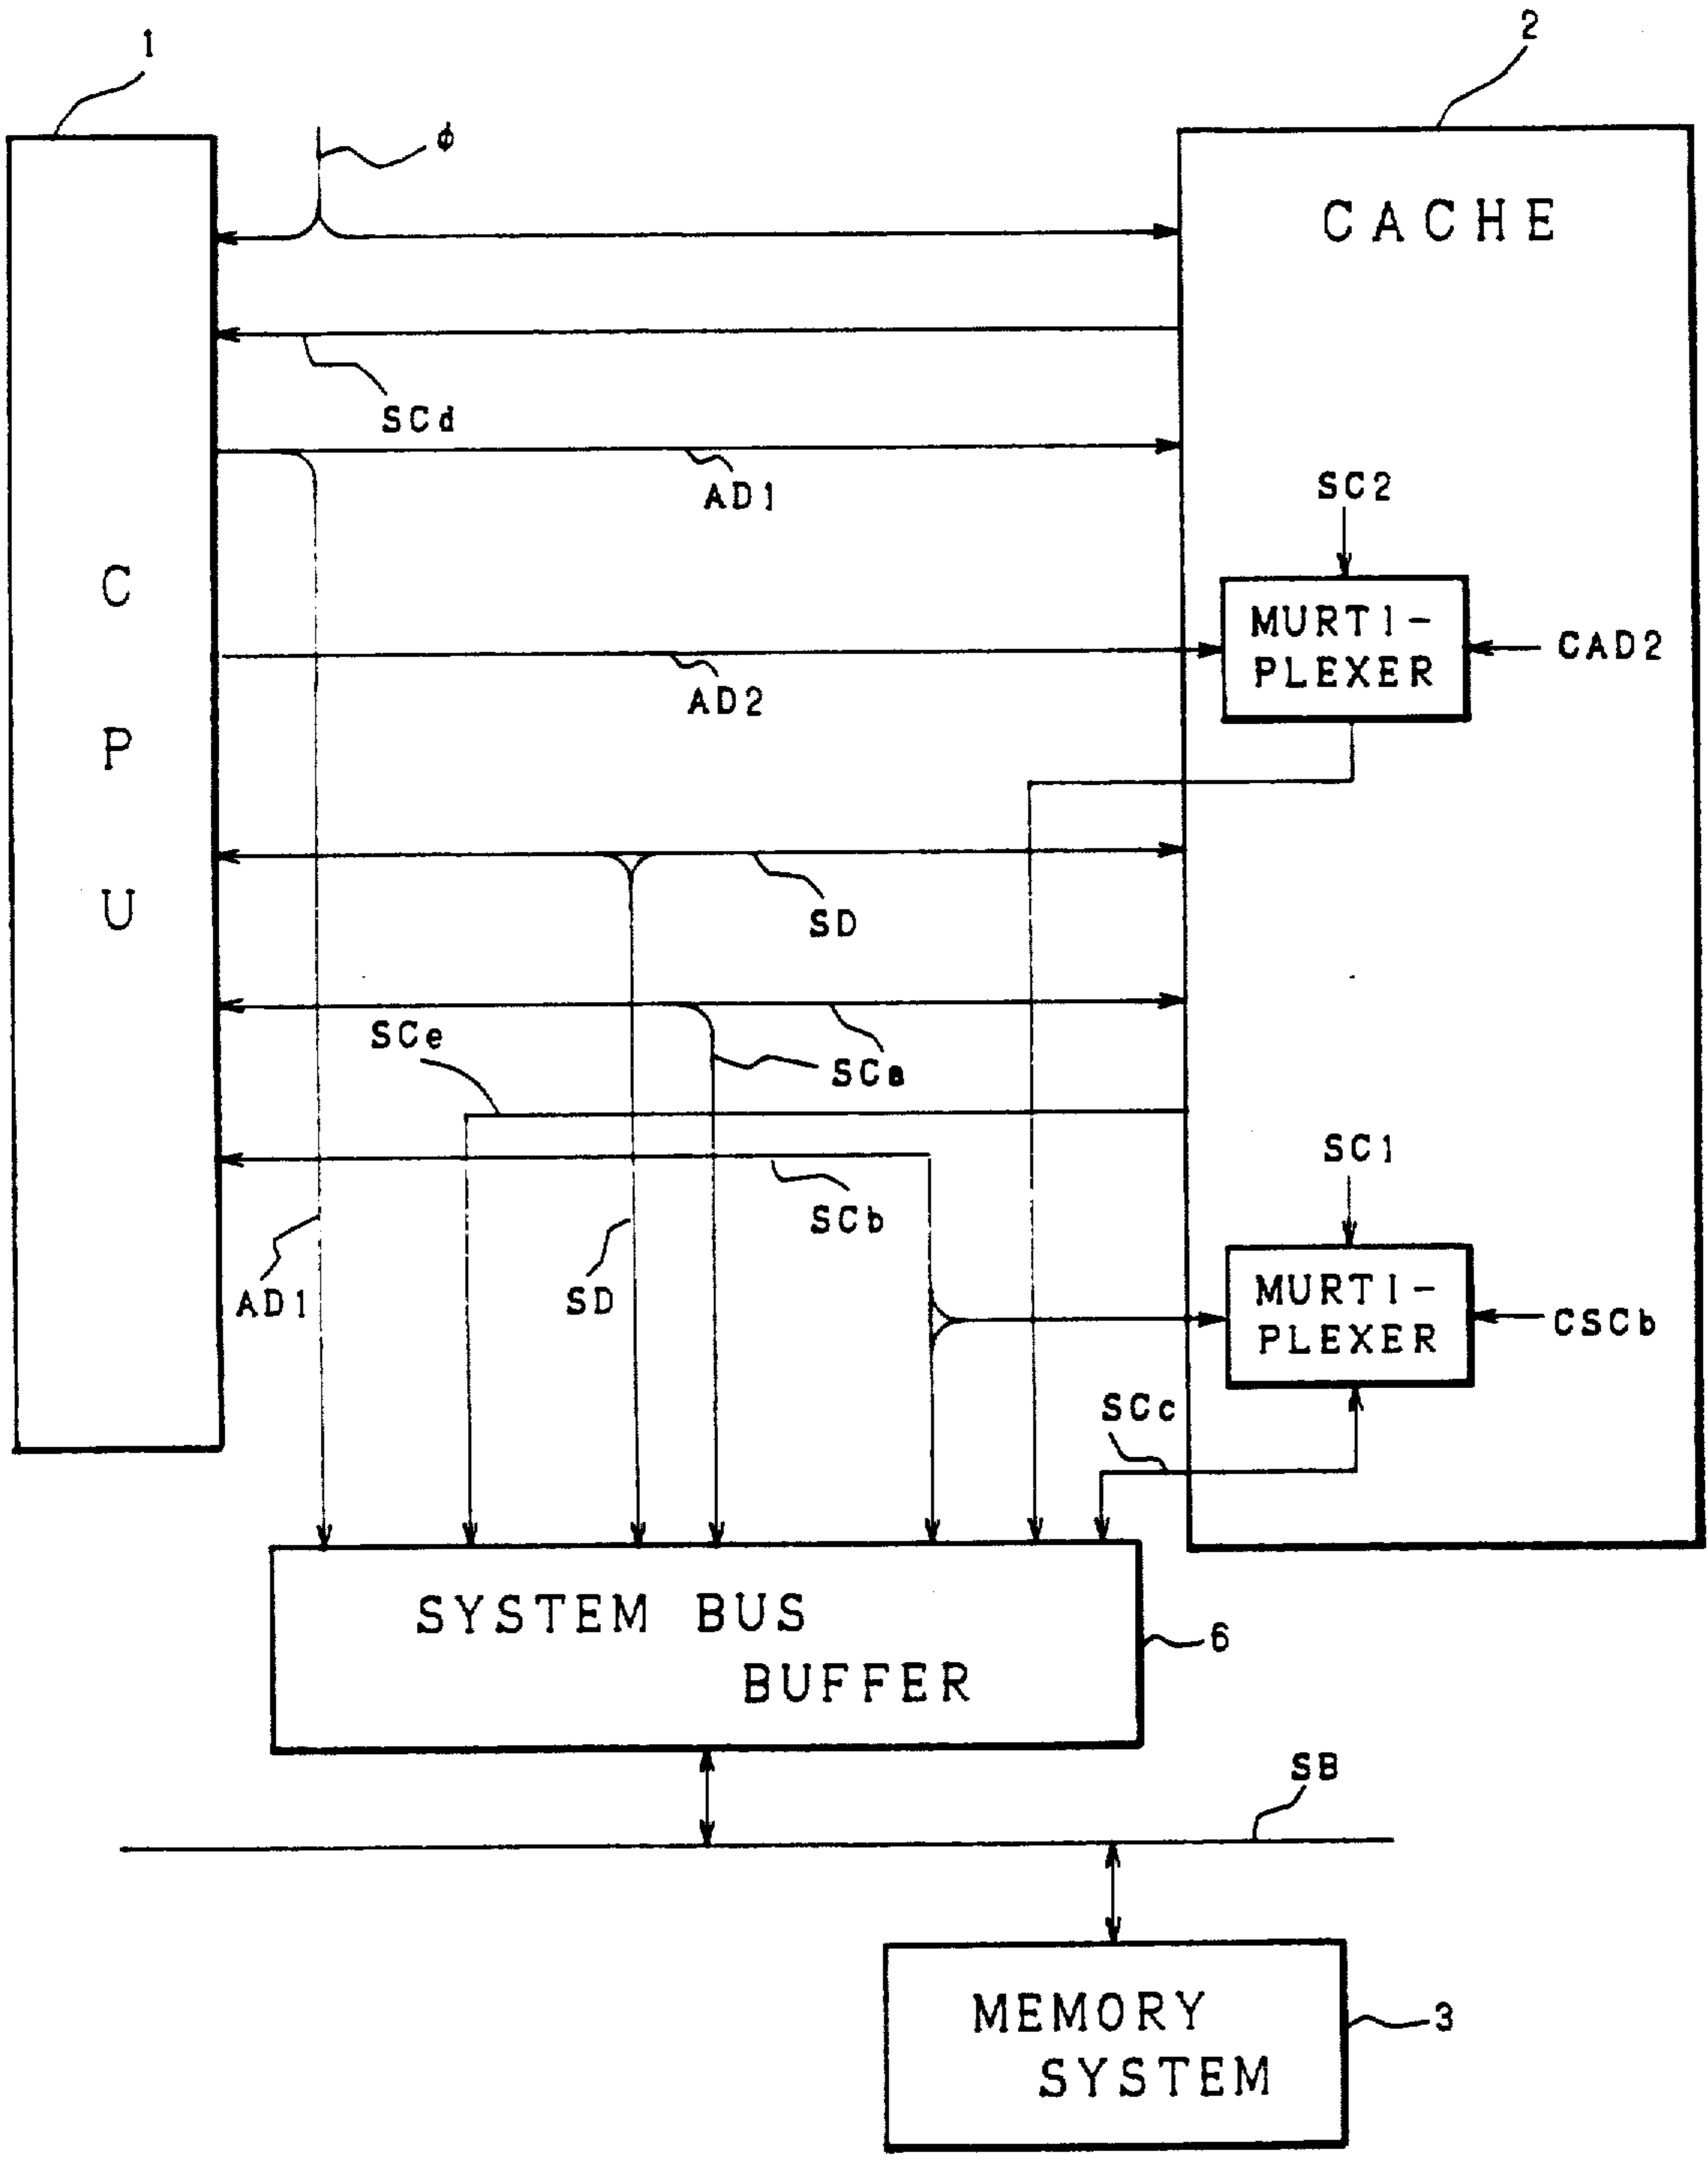 1
2
ϕ
CACHE
SCd
AD1
SC2
C
P
U
MURTI-
PLEXER
CAD2
AD2
SD
SCe
SCa
SC1
SCb
AD1
SD
MURTI-
PLEXER
CSCb
SCc
SYSTEM BUS
BUFFER
6
SB
MEMORY
SYSTEM
3